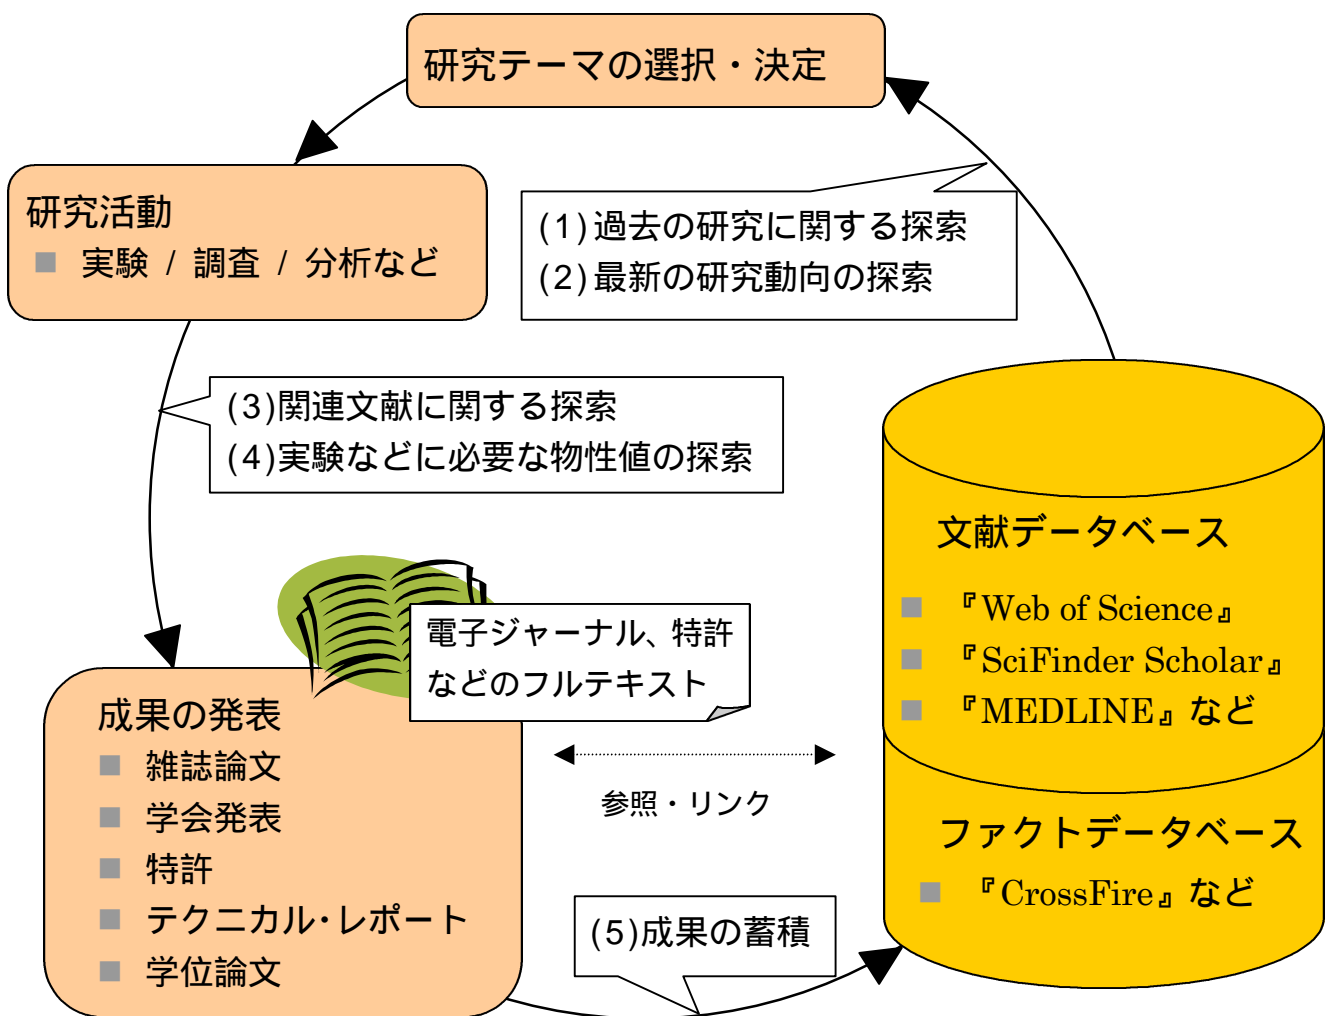 研究テーマの選択・決定
研究活動
実験 / 調査 / 分析など
(1)過去の研究に関する探索
(2)最新の研究動向の探索
(3)関連文献に関する探索
(4)実験などに必要な物性値の探索
文献データベース
『Web of Science』
『SciFinder Scholar』
『MEDLINE』など
電子ジャーナル、特許
などのフルテキスト
成果の発表
雑誌論文
学会発表
特許
テクニカル・レポート
学位論文
参照・リンク
ファクトデータベース
『CrossFire』など
(5)成果の蓄積